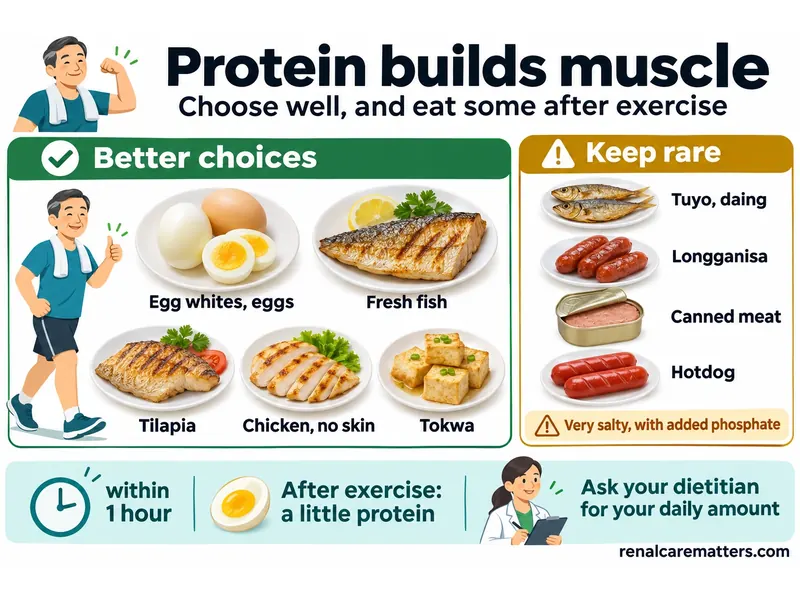 Protein builds muscle
Choose well, and eat some after exercise
Better choices
Egg whites, eggs
Fresh fish
Tilapia
Chicken, no skin
Tokwa
Keep rare
Tuyo, daing
Longganisa
Canned meat
Hotdog
Very salty, with added phosphate
within
1 hour
After exercise:
a little protein
Ask your dietitian
for your daily amount
renalcarematters.com